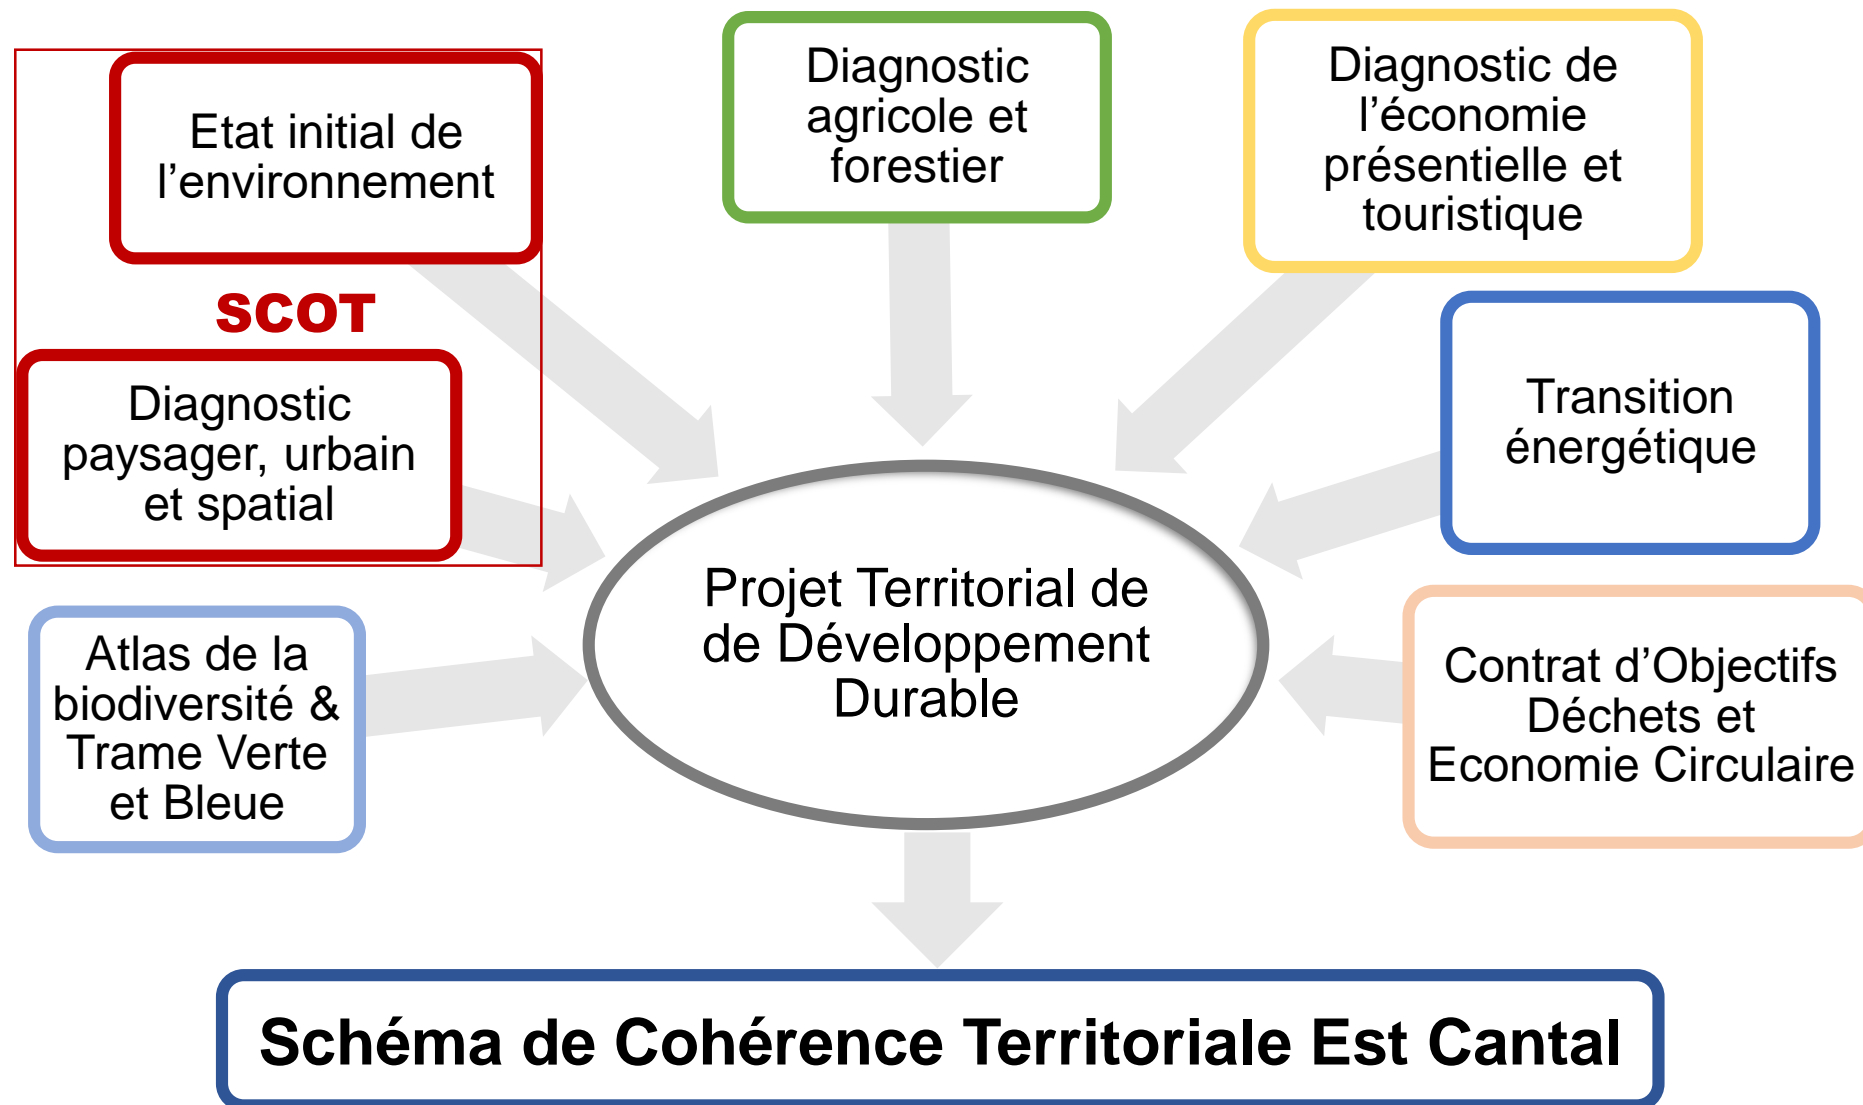 Etat initial de
l’environnement
SCOT
Diagnostic
paysager, urbain
et spatial
Atlas de la
biodiversité &
Trame Verte
et Bleue
Diagnostic
agricole et
forestier
Diagnostic de
l’économie
présentielle et
touristique
Transition
énergétique
Contrat d’Objectifs
Déchets et
Economie Circulaire
Projet Territorial de
de Développement
Durable
Schéma de Cohérence Territoriale Est Cantal